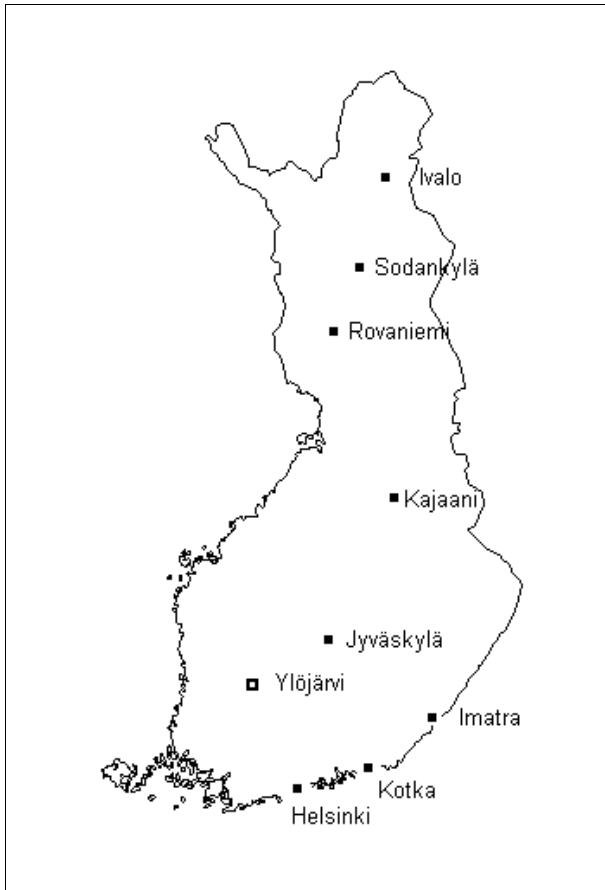 Ivalo
Sodankylä
Rovaniemi
Kajaani
Jyväskylä
Ylöjärvi
Imatra
Kotka
Helsinki